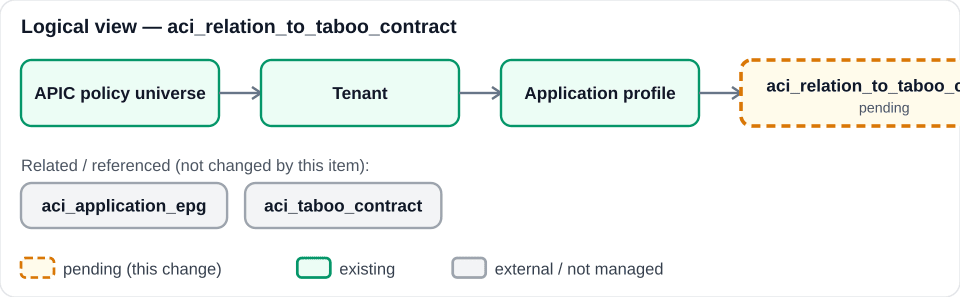 Logical view — aci_relation_to_taboo_contract
APIC policy universe
Tenant
Application profile
aci_relation_to_taboo_c
pending
Related / referenced (not changed by this item):
aci_application_epg
aci_taboo_contract
pending (this change)
existing
external / not managed